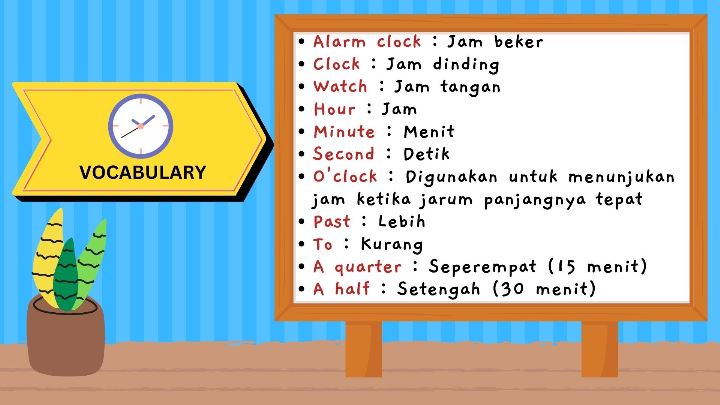 VOCABULARY
• Alarm clock : Jam beker
• Clock : Jam dinding
• Watch : Jam tangan
• Hour : Jam
• Minute : Menit
• Second : Detik
• O'clock : Digunakan untuk menunjukan
jam ketika jarum panjangnya tepat
• Past : Lebih
• To : Kurang
• A quarter : Seperempat (15 menit)
• A half : Setengah (30 menit)